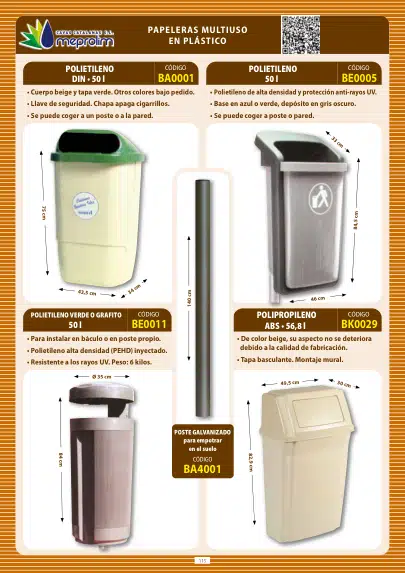 CATAS CATALANAS S.L.
meprolim
PAPELERAS MULTIUSO
EN PLÁSTICO
POLIETILENO
DIN • 50 l
CÓDIGO
BA0001
• Cuerpo beige y tapa verde. Otros colores bajo pedido.
• Llave de seguridad. Chapa apaga cigarrillos.
• Se puede coger a un poste o a la pared.
75 cm
43,5 cm
34 cm
POLIETILENO
50 l
CÓDIGO
BE0005
• Polietileno de alta densidad y protección anti-rayos UV.
• Base en azul o verde, depósito en gris oscuro.
• Se puede coger a poste o pared.
35 cm
84,5 cm
46 cm
140 cm
POSTE GALVANIZADO
para empotrar
en el suelo
CÓDIGO
BA4001
POLIETILENO VERDE O GRAFITO
50 l
CÓDIGO
BE0011
• Para instalar en báculo o en poste propio.
• Polietileno alta densidad (PEHD) inyectado.
• Resistente a los rayos UV. Peso: 6 kilos.
Ø 35 cm
84 cm
POLIPROPILENO
ABS • 56,8 l
CÓDIGO
BK0029
• De color beige, su aspecto no se deteriora
debido a la calidad de fabricación.
• Tapa basculante. Montaje mural.
49,5 cm
30 cm
82,9 cm
111